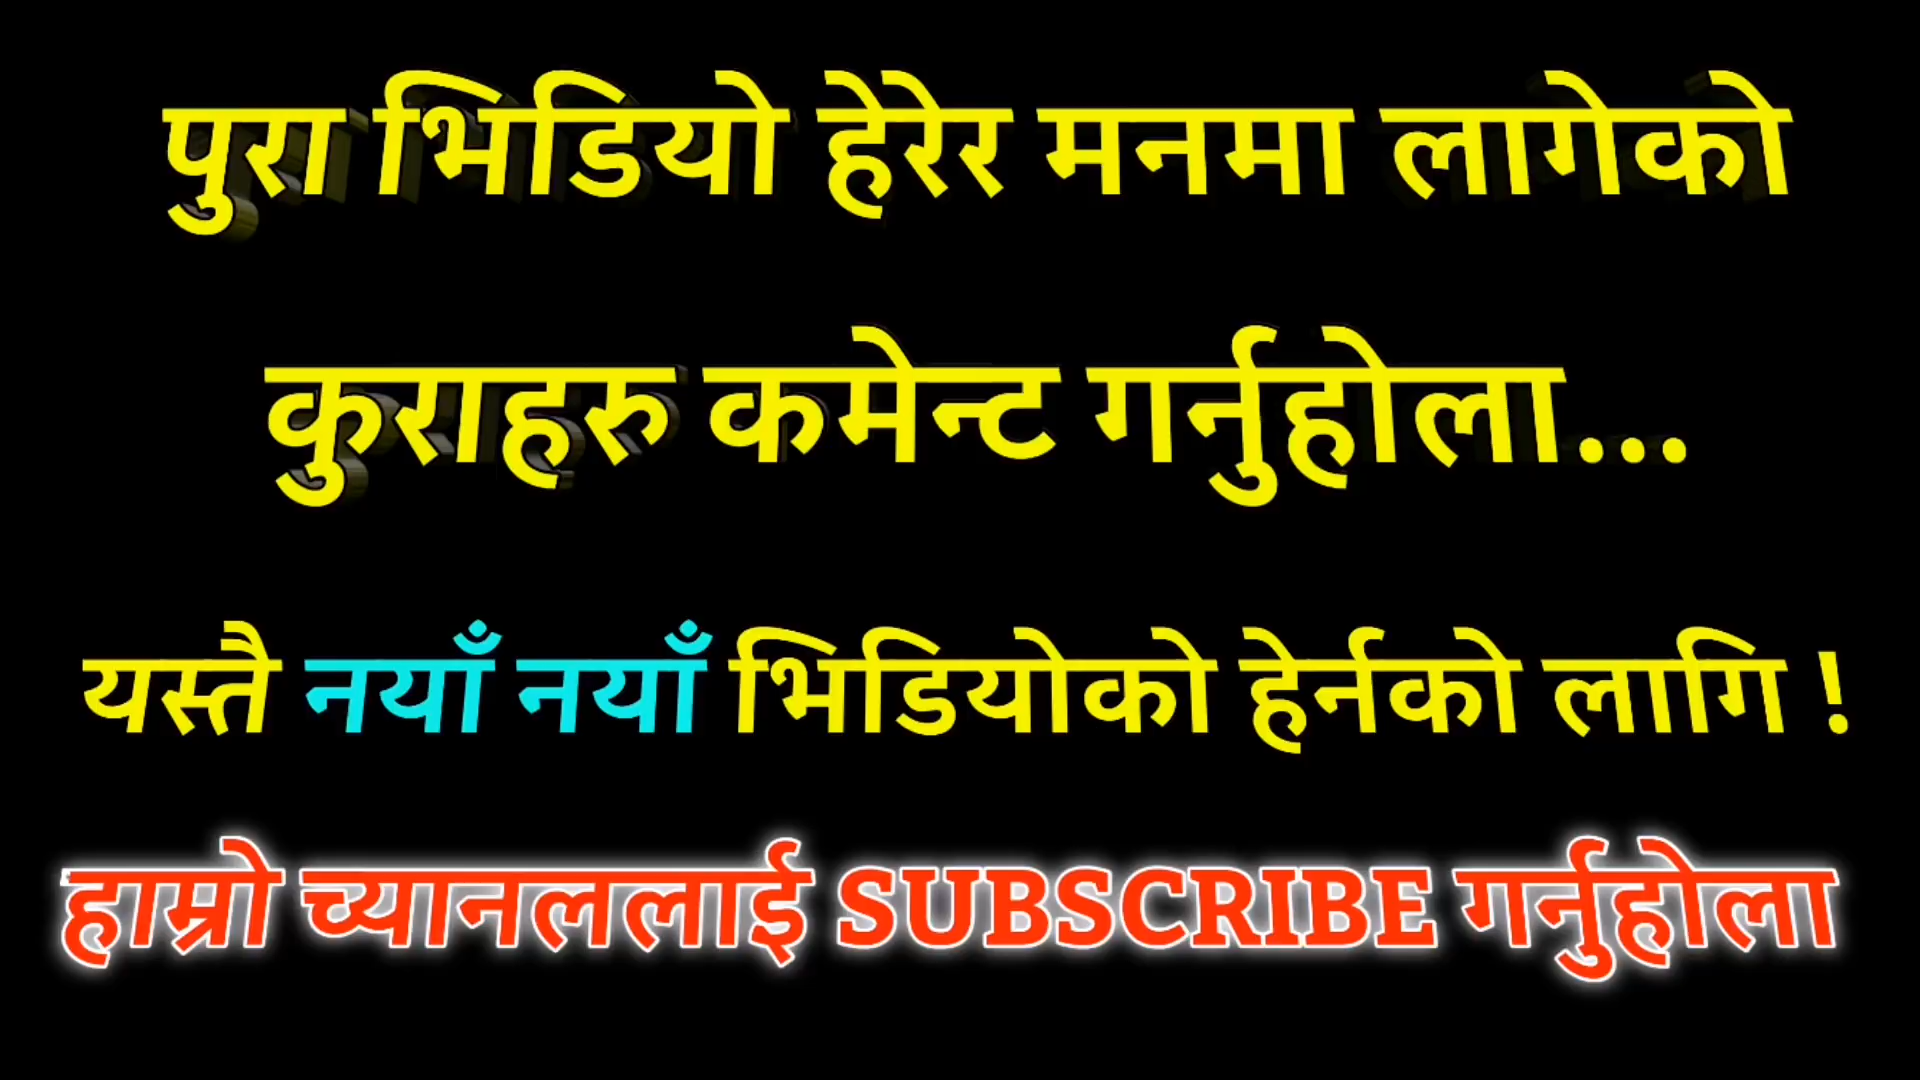 पुरा भिडियो हेरेर मनमा लागेको
कुराहरु कमेन्ट गर्नुहोला...
यस्तै नयाँ नयाँ भिडियोको हेर्नको लागि !
हाम्रो च्यानललाई SUBSCRIBE गर्नुहोला